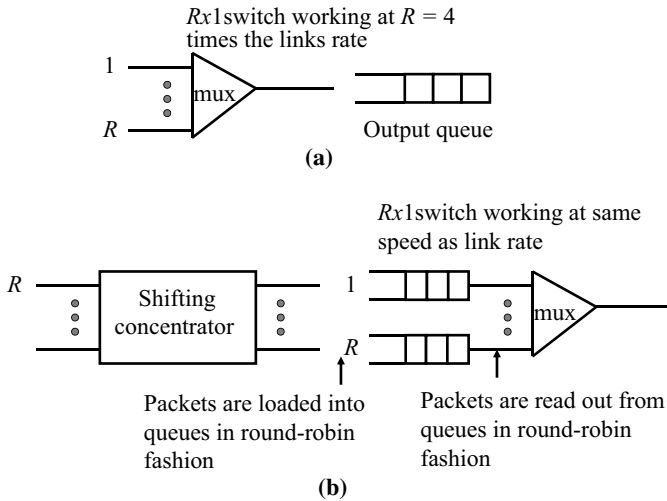 Rx1switch working at R = 4
times the links rate
1
mux
R
Output queue
(a)
Rx1switch working at same
speed as link rate
R
Shifting
concentrator
1
mux
R
Packets are loaded into
queues in round-robin
fashion
Packets are read out from
queues in round-robin
fashion
(b)